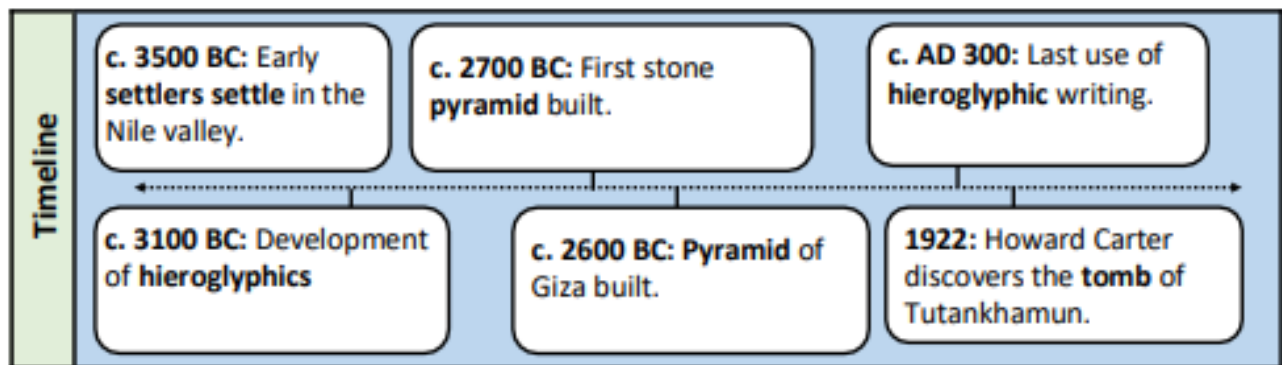 Timeline
c. 3500 BC: Early
settlers settle in the
Nile valley.
c. 2700 BC: First stone
pyramid built.
c. AD 300: Last use of
hieroglyphic writing.
c. 3100 BC: Development
of hieroglyphics
c. 2600 BC: Pyramid of
Giza built.
1922: Howard Carter
discovers the tomb of
Tutankhamun.